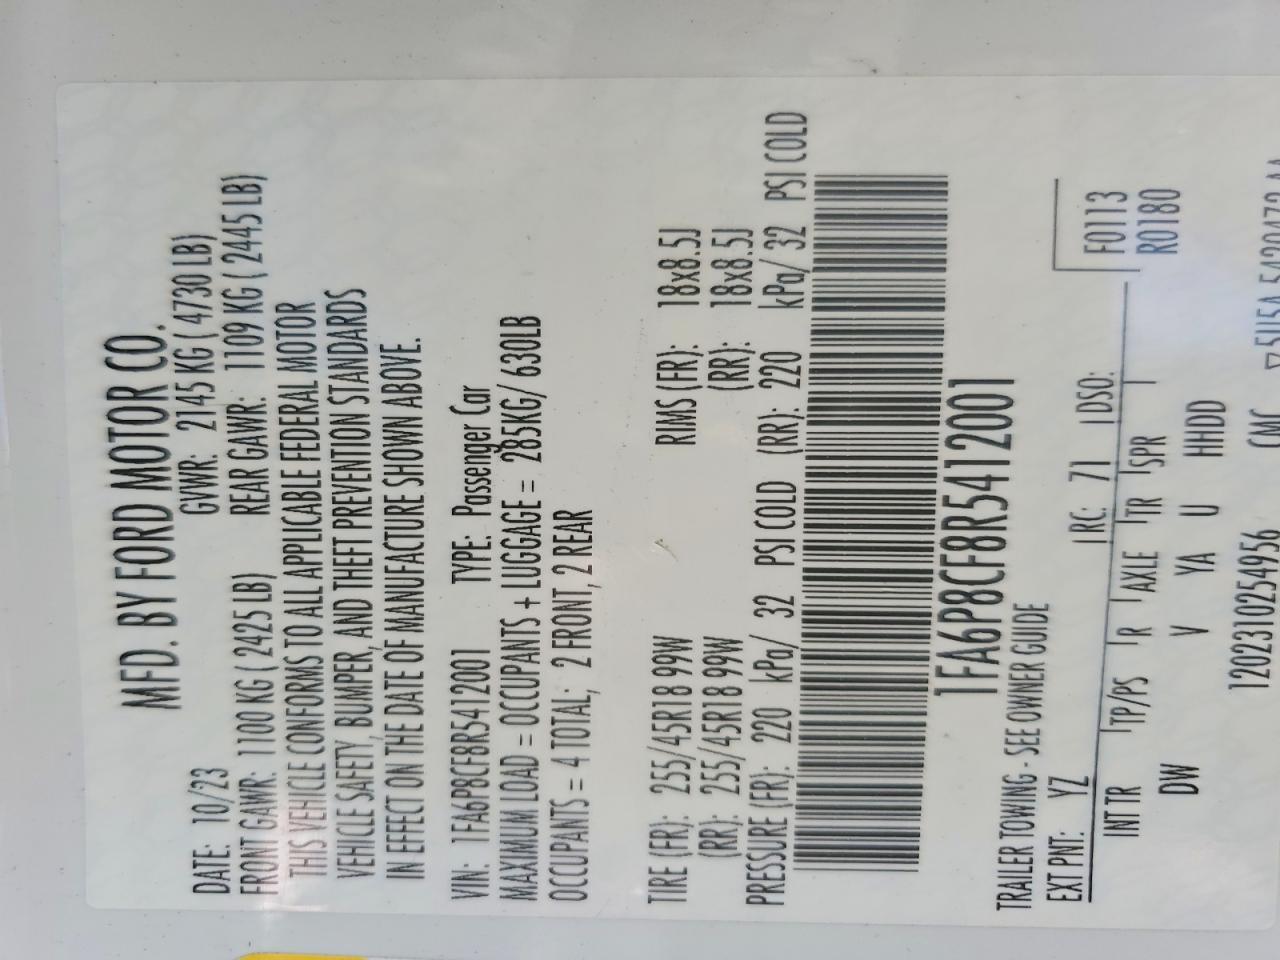 MFD. BY FORD MOTOR CO.
DATE: 10/23 GVWR: 2145 KG ( 4730 LB)
FRONT GAWR: 1100 KG ( 2425 LB) REAR GAWR: 1109 KG ( 2445 LB)
THIS VEHICLE CONFORMS TO ALL APPLICABLE FEDERAL MOTOR
VEHICLE SAFETY, BUMPER, AND THEFT PREVENTION STANDARDS
IN EFFECT ON THE DATE OF MANUFACTURE SHOWN ABOVE.
VIN: 1FA6P8CF8R5412001 TYPE: Passenger Car
MAXIMUM LOAD = OCCUPANTS + LUGGAGE = 285KG/ 630LB
OCCUPANTS = 4 TOTAL; 2 FRONT, 2 REAR
TIRE (FR): 255/45R18 99W RIMS (FR): 18x8.5J
(RR): 255/45R18 99W (RR): 18x8.5J
PRESSURE (FR): 220 kPa/ 32 PSI COLD (RR): 220 kPa/ 32 PSI COLD
1FA6P8CF8R5412001
TRAILER TOWING - SEE OWNER GUIDE
EXT PNT: YZ RC: 71 DSO: F0113
R0180
INT TR TP/PS R AXLE TR SPR
DW V YA U HHDD
1202310254956 CMC